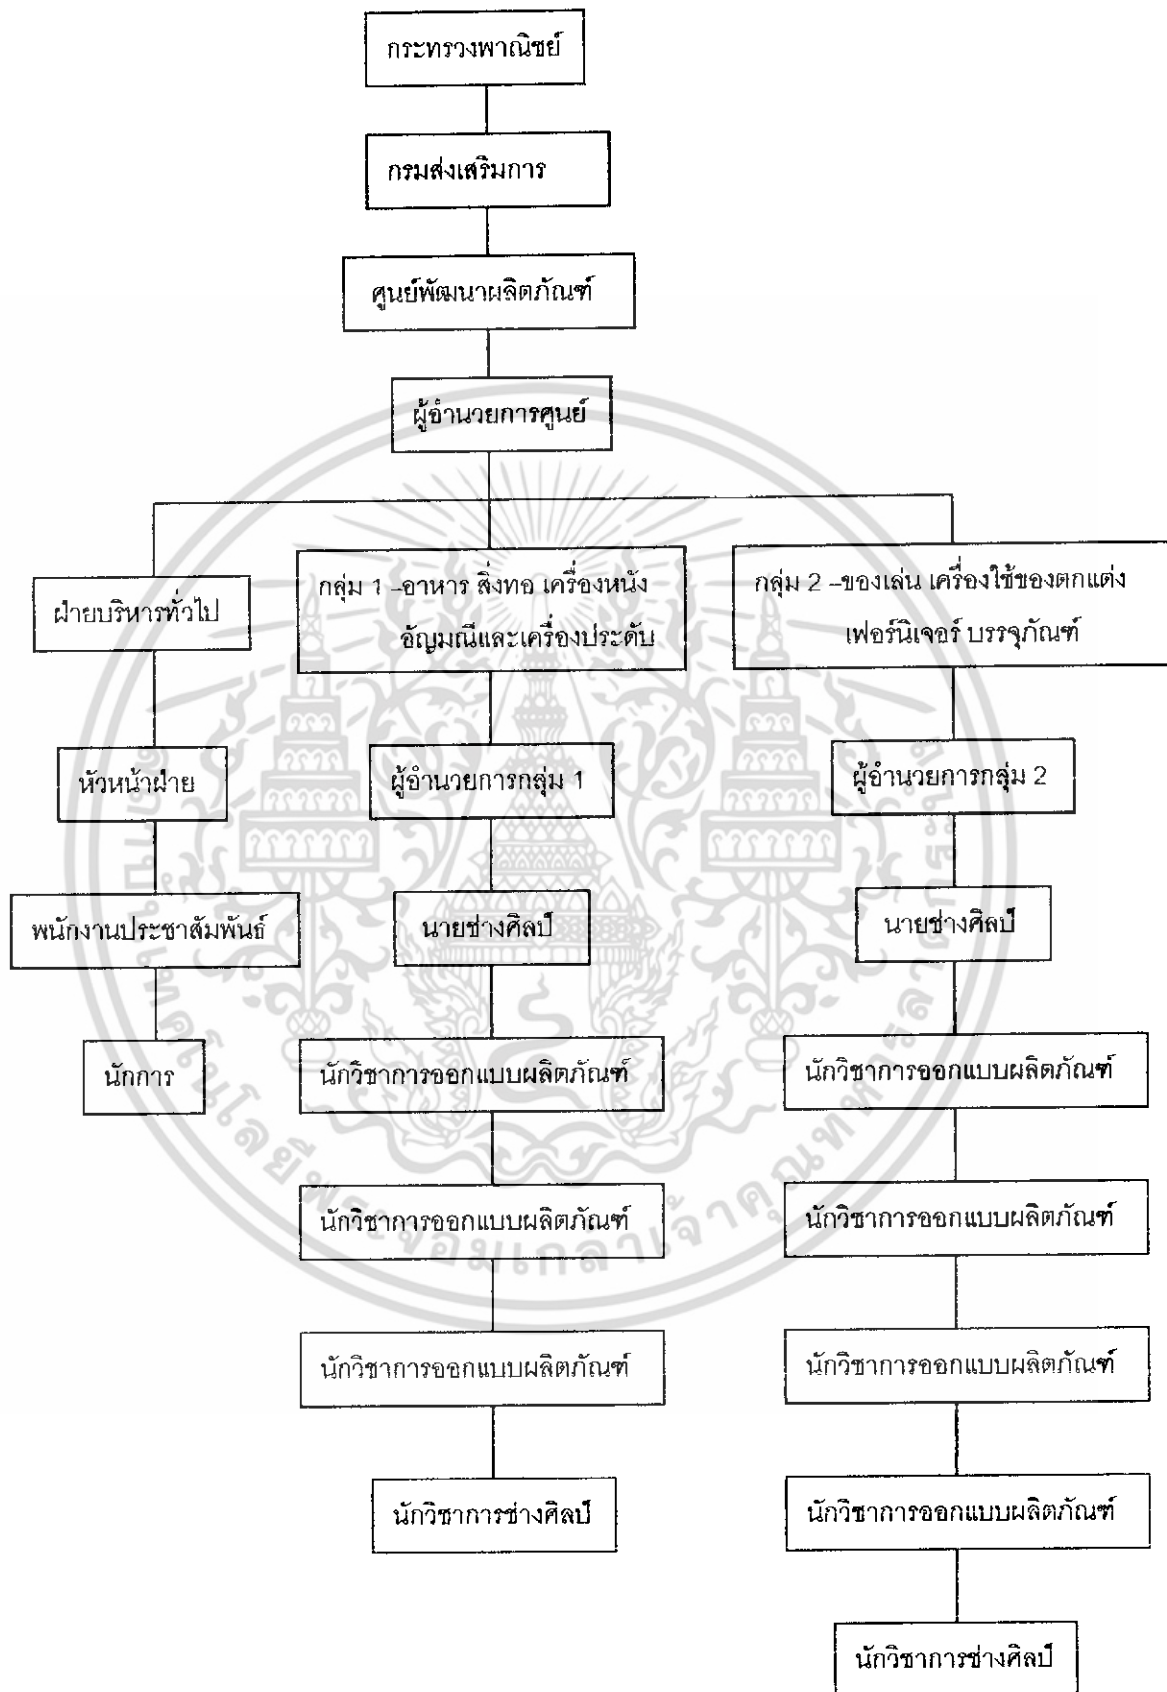 กระทรวงพาณิชย์
กรมส่งเสริมการ
ศูนย์พัฒนาผลิตภัณฑ์
ผู้อำนวยการศูนย์
ฝ่ายบริหารทั่วไป
หัวหน้าฝ่าย
พนักงานประชาสัมพันธ์
นักการ
กลุ่ม 1 –อาหาร สิ่งทอ เครื่องหนัง
อัญมณีและเครื่องประดับ
ผู้อำนวยการกลุ่ม 1
นายช่างศิลป์
นักวิชาการออกแบบผลิตภัณฑ์
นักวิชาการออกแบบผลิตภัณฑ์
นักวิชาการออกแบบผลิตภัณฑ์
นักวิชาการช่างศิลป์
กลุ่ม 2 –ของเล่น เครื่องใช้ของตกแต่ง
เฟอร์นิเจอร์ บรรจุภัณฑ์
ผู้อำนวยการกลุ่ม 2
นายช่างศิลป์
นักวิชาการออกแบบผลิตภัณฑ์
นักวิชาการออกแบบผลิตภัณฑ์
นักวิชาการออกแบบผลิตภัณฑ์
นักวิชาการออกแบบผลิตภัณฑ์
นักวิชาการช่างศิลป์